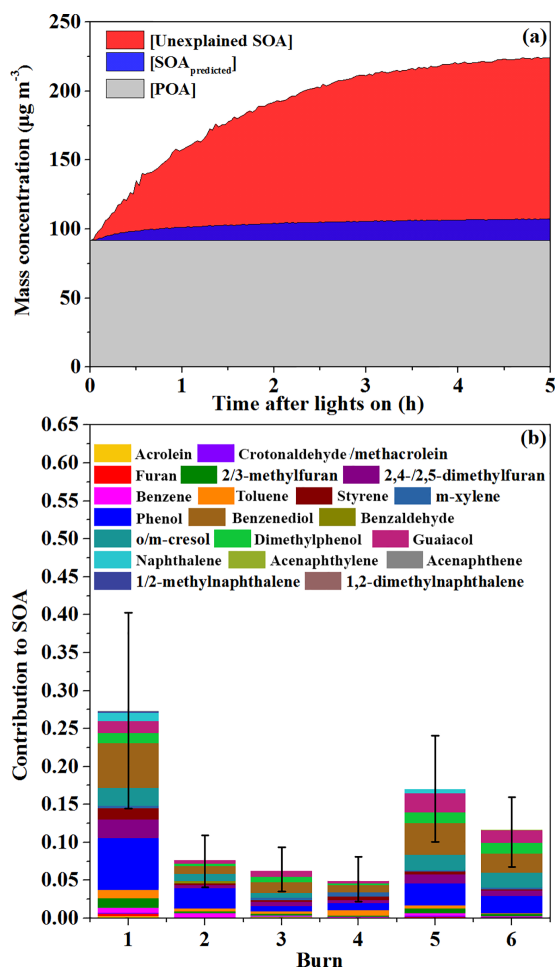 (a)
[Unexplained SOA]
[SOApredicted]
[POA]
Mass concentration (µg m-3)
250
200
150
100
50
0
0 1 2 3 4 5
Time after lights on (h)
(b)
Acrolein Crotonaldehyde/methacrolein
Furan 2/3-methylfuran 2,4-/2,5-dimethylfuran
Benzene Toluene Styrene m-xylene
Phenol Benzenediol Benzaldehyde
o/m-cresol Dimethylphenol Guaiacol
Naphthalene Acenaphthylene Acenaphthene
1/2-methylnaphthalene 1,2-dimethylnaphthalene
Contribution to SOA
0.65
0.60
0.55
0.50
0.45
0.40
0.35
0.30
0.25
0.20
0.15
0.10
0.05
0.00
1 2 3 4 5 6
Burn